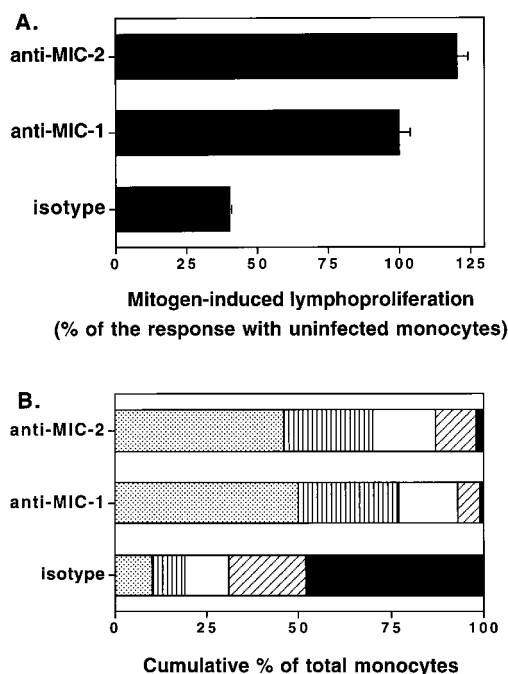 A.
anti-MIC-2
anti-MIC-1
isotype
0 25 50 75 100 125
Mitogen-induced lymphoproliferation
(% of the response with uninfected monocytes)
B.
anti-MIC-2
anti-MIC-1
isotype
0 25 50 75 100
Cumulative % of total monocytes